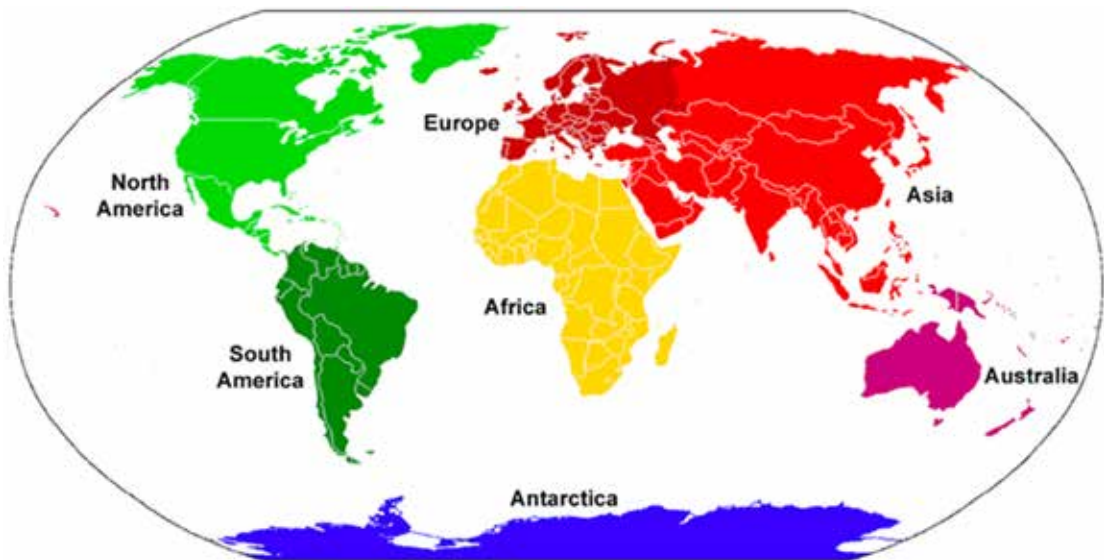 Europe
North
America
Asia
Africa
South
America
Australia
Antarctica